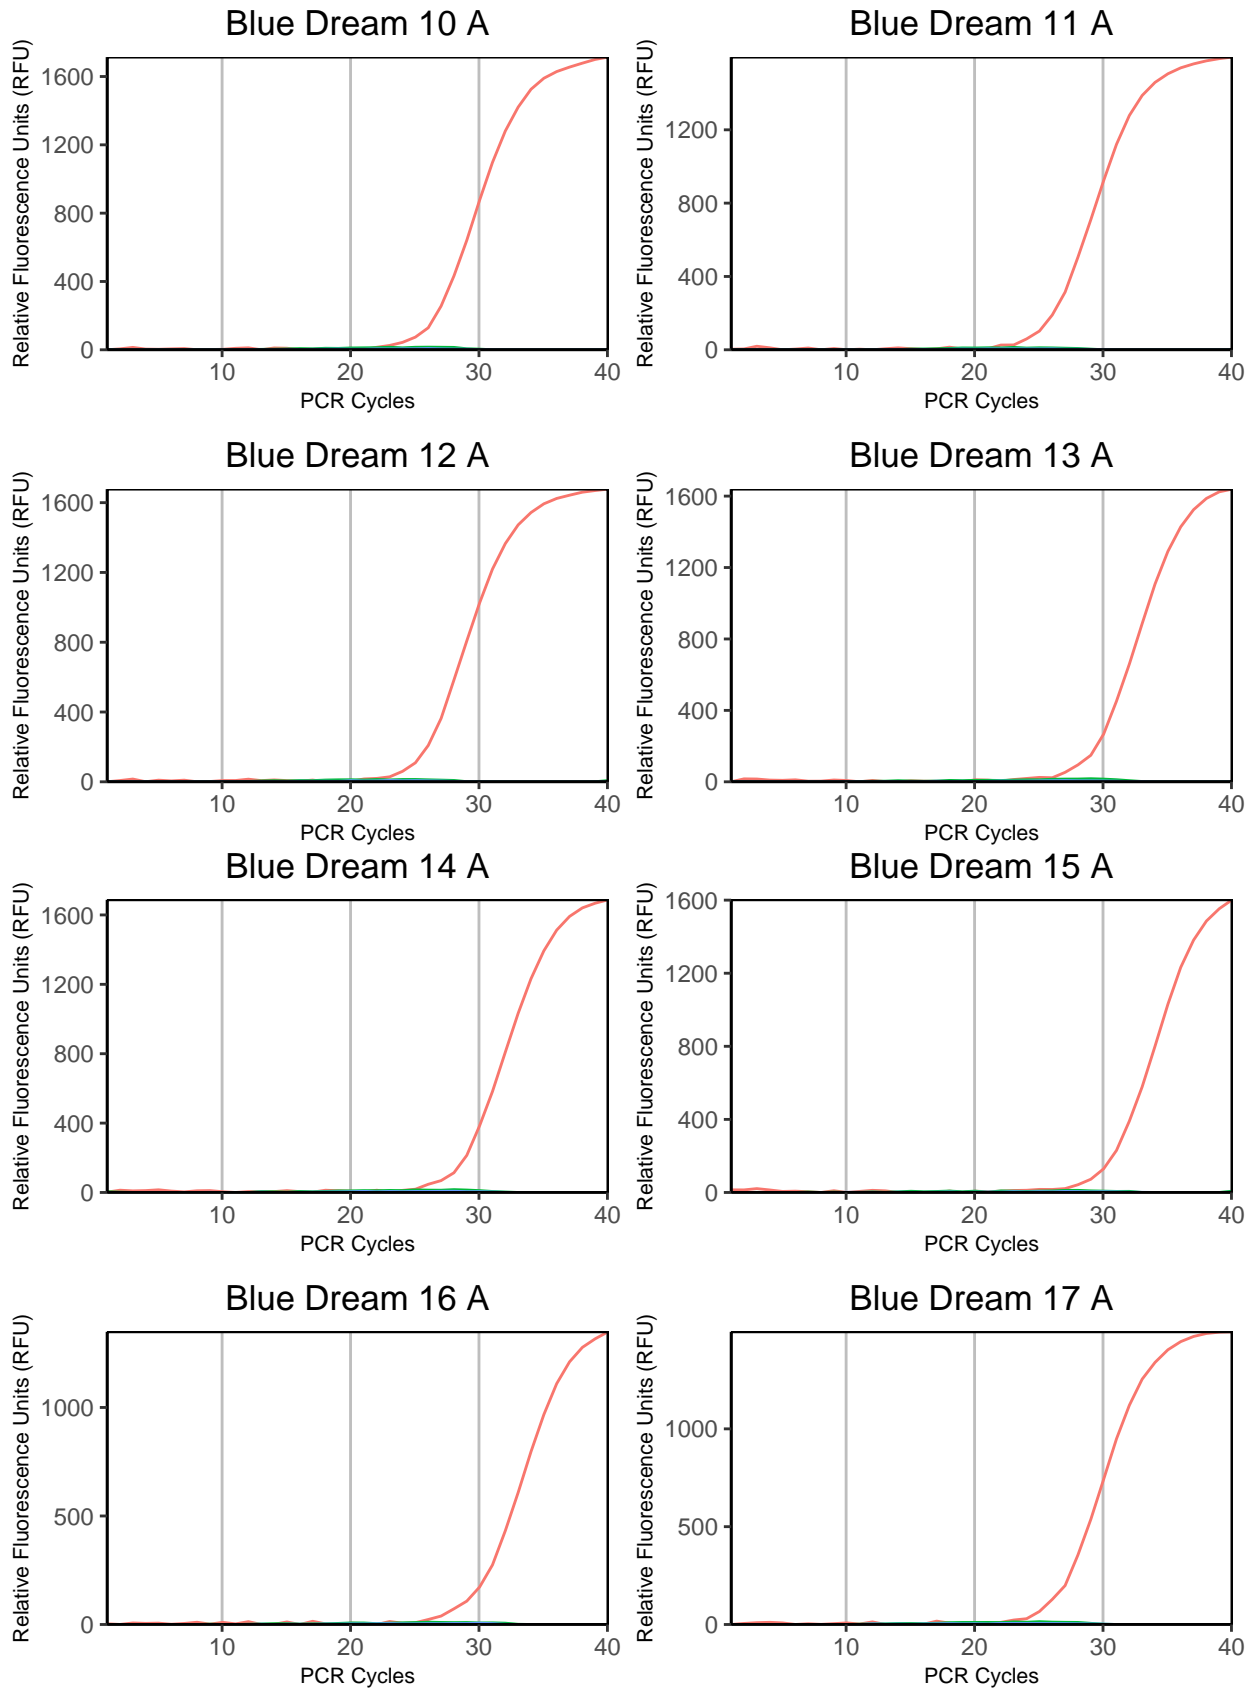 Blue Dream 10 A
Relative Fluorescence Units (RFU)
1600
1200
800
400
0
10 20 30 40
PCR Cycles
Blue Dream 11 A
Relative Fluorescence Units (RFU)
1200
800
400
0
10 20 30 40
PCR Cycles
Blue Dream 12 A
Relative Fluorescence Units (RFU)
1600
1200
800
400
0
10 20 30 40
PCR Cycles
Blue Dream 13 A
Relative Fluorescence Units (RFU)
1600
1200
800
400
0
10 20 30 40
PCR Cycles
Blue Dream 14 A
Relative Fluorescence Units (RFU)
1600
1200
800
400
0
10 20 30 40
PCR Cycles
Blue Dream 15 A
Relative Fluorescence Units (RFU)
1600
1200
800
400
0
10 20 30 40
PCR Cycles
Blue Dream 16 A
Relative Fluorescence Units (RFU)
1000
500
0
10 20 30 40
PCR Cycles
Blue Dream 17 A
Relative Fluorescence Units (RFU)
1000
500
0
10 20 30 40
PCR Cycles